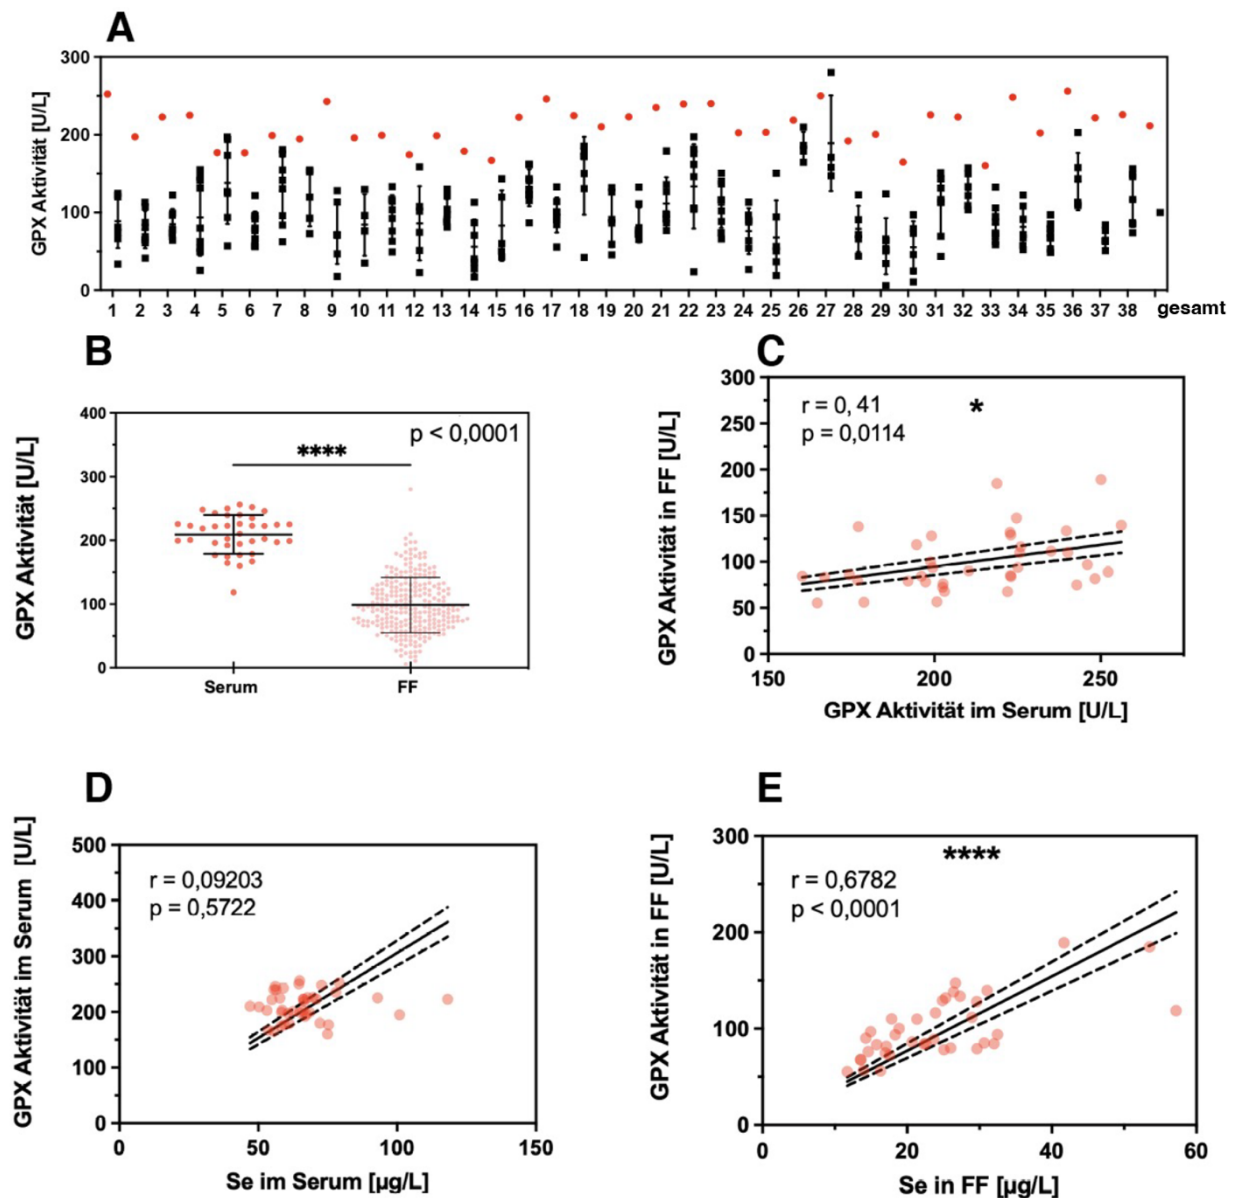 A
GPX Aktivität [U/L]
300
200
100
0
1 2 3 4 5 6 7 8 9 10 11 12 13 14 15 16 17 18 19 20 21 22 23 24 25 26 27 28 29 30 31 32 33 34 35 36 37 38 gesamt
B
GPX Aktivität [U/L]
400
300
200
100
0
****
p < 0,0001
Serum FF
C
GPX Aktivität in FF [U/L]
300
250
200
150
100
50
0
r = 0, 41
p = 0,0114
*
150 200 250
GPX Aktivität im Serum [U/L]
D
GPX Aktivität im Serum [U/L]
500
400
300
200
100
0
r = 0,09203
p = 0,5722
0 50 100 150
Se im Serum [µg/L]
E
GPX Aktivität in FF [U/L]
300
200
100
0
****
r = 0,6782
p < 0,0001
0 20 40 60
Se in FF [µg/L]